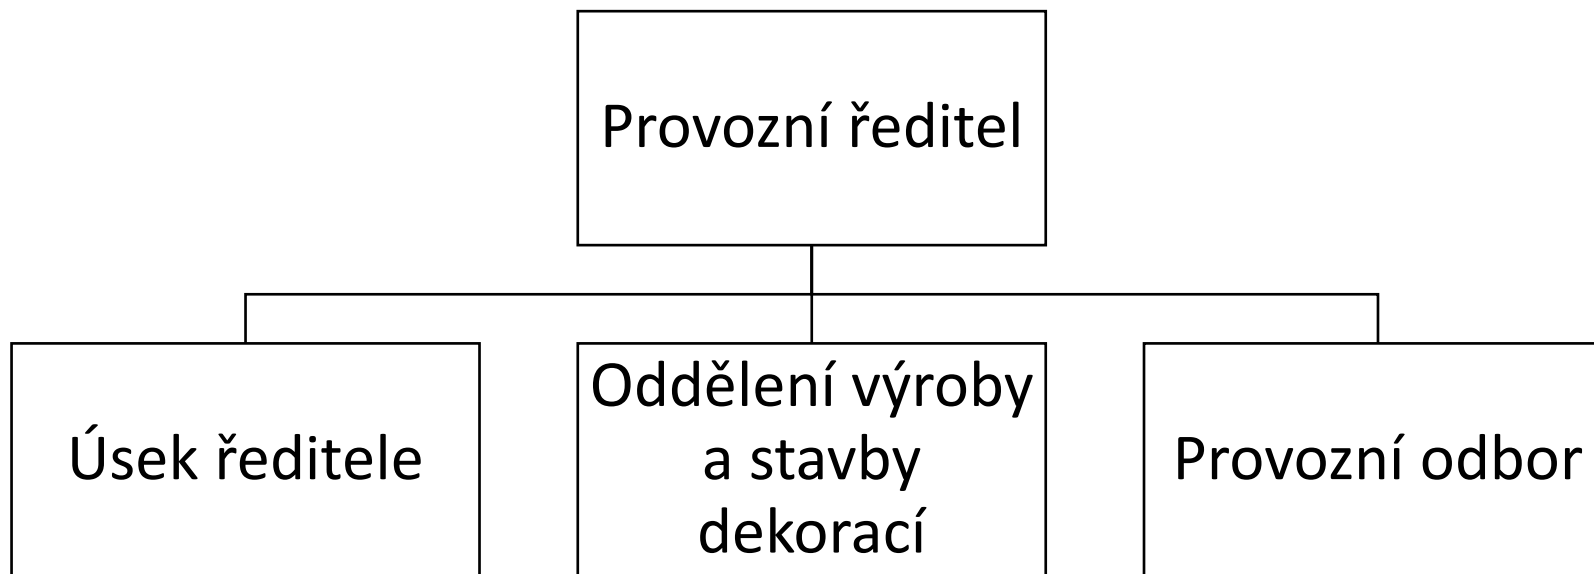 Provozní ředitel
Úsek ředitele
Oddělení výroby
a stavby
dekorací
Provozní odbor